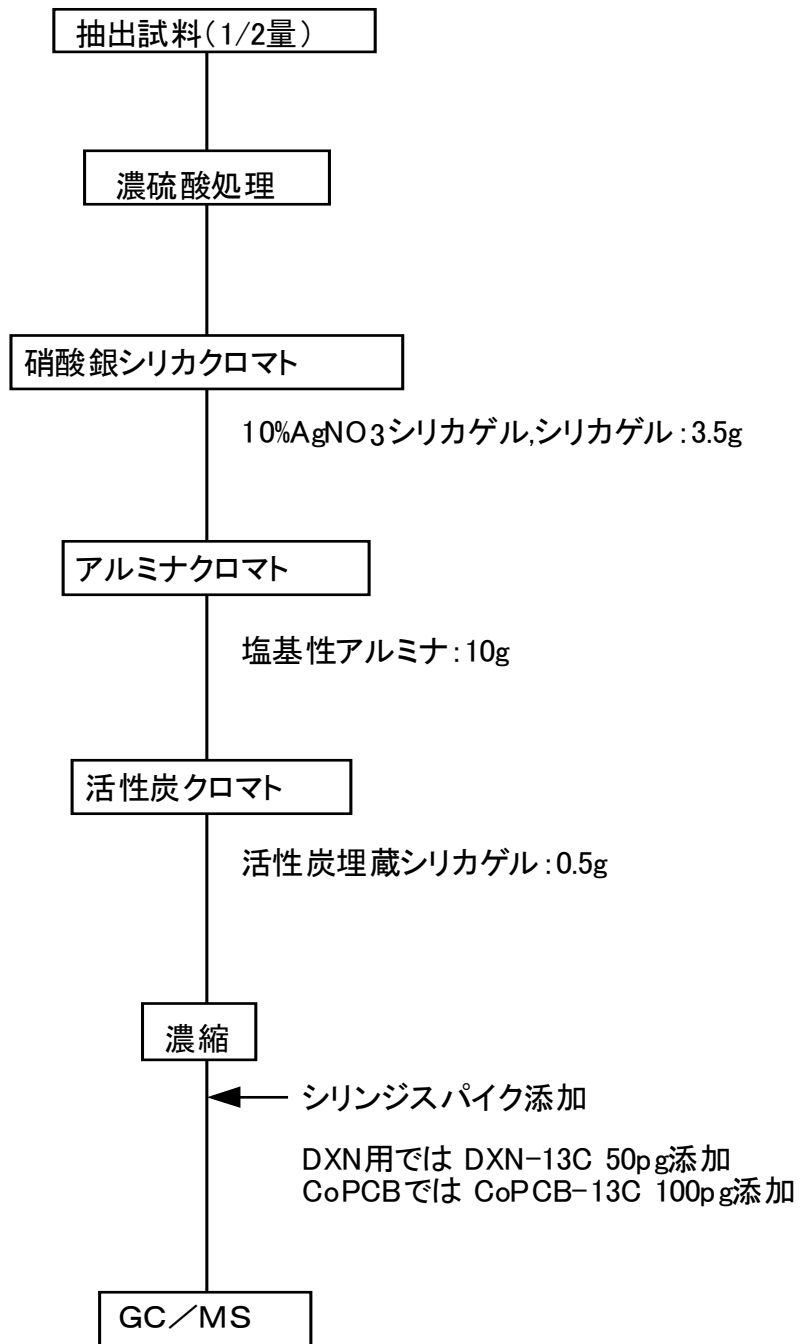 抽出試料(1/2量)
濃硫酸処理
硝酸銀シリカクロマト
10%AgNO3シリカゲル,シリカゲル:3.5g
アルミナクロマト
塩基性アルミナ:10g
活性炭クロマト
活性炭埋蔵シリカゲル:0.5g
濃縮
シリンジスパイク添加
DXN用では DXN-13C 50pg添加
CoPCBでは CoPCB-13C 100pg添加
GC/MS